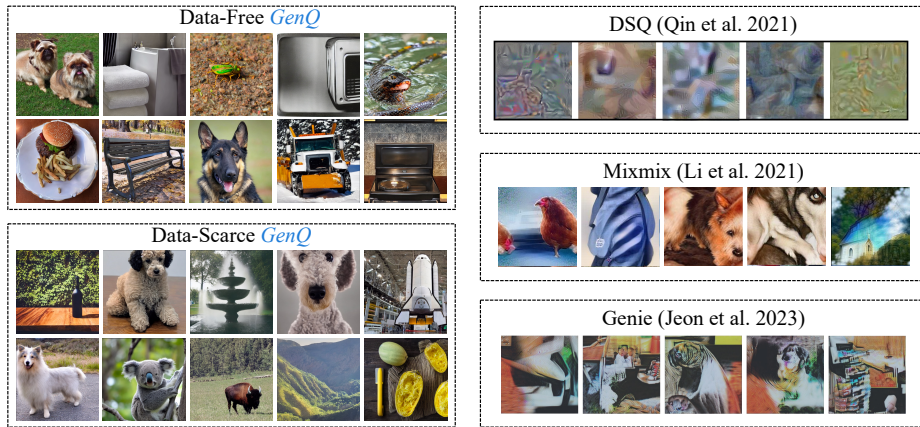 Data-Free GenQ
Data-Scarce GenQ
DSQ (Qin et al. 2021)
Mixmix (Li et al. 2021)
Genie (Jeon et al. 2023)